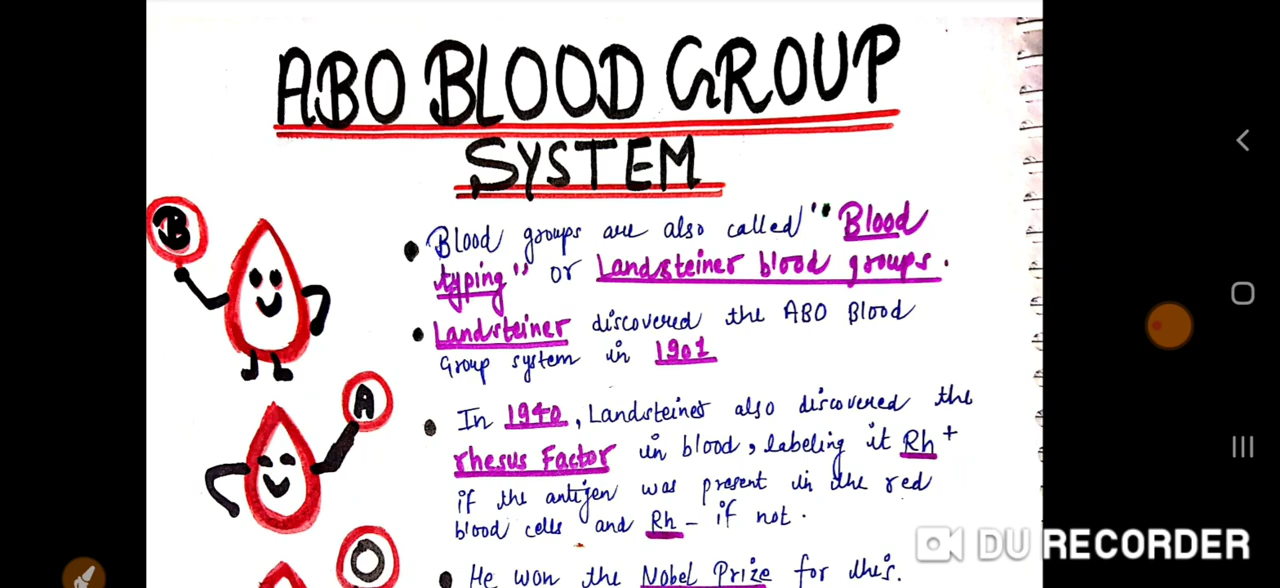 ABO BLOOD GROUP
SYSTEM
B
Blood groups are also called "Blood
typing" or Landsteiner blood groups.
Landsteiner discovered the ABO Blood
Group system in 1901
A
In 1940, Landsteiner also discovered the
rhesus Factor in blood, labeling it Rh+
if the antigen was present in the red
blood cells and Rh- if not.
O
He won the Nobel Prize for this.
DU RECORDER